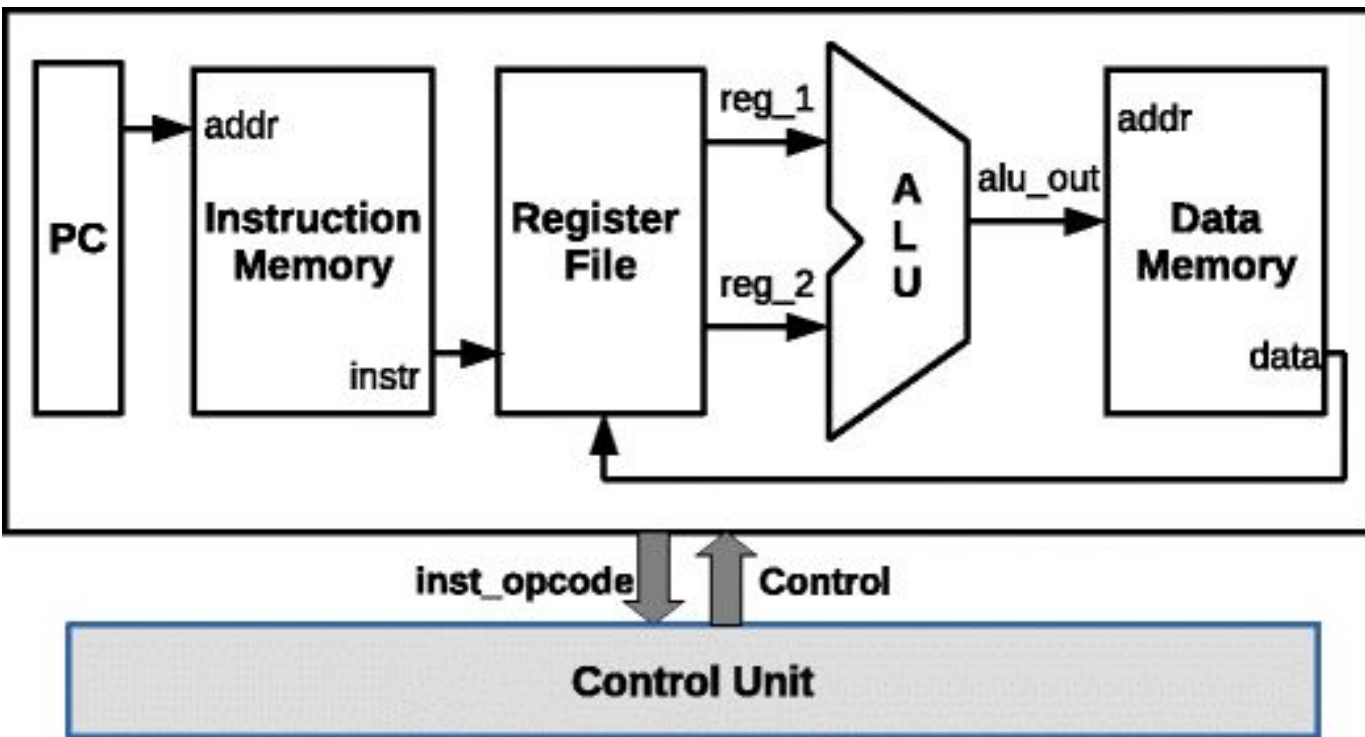 PC
addr
Instruction
Memory
instr
Register
File
reg_1
reg_2
A
L
U
alu_out
addr
Data
Memory
data
inst_opcode
Control
Control Unit